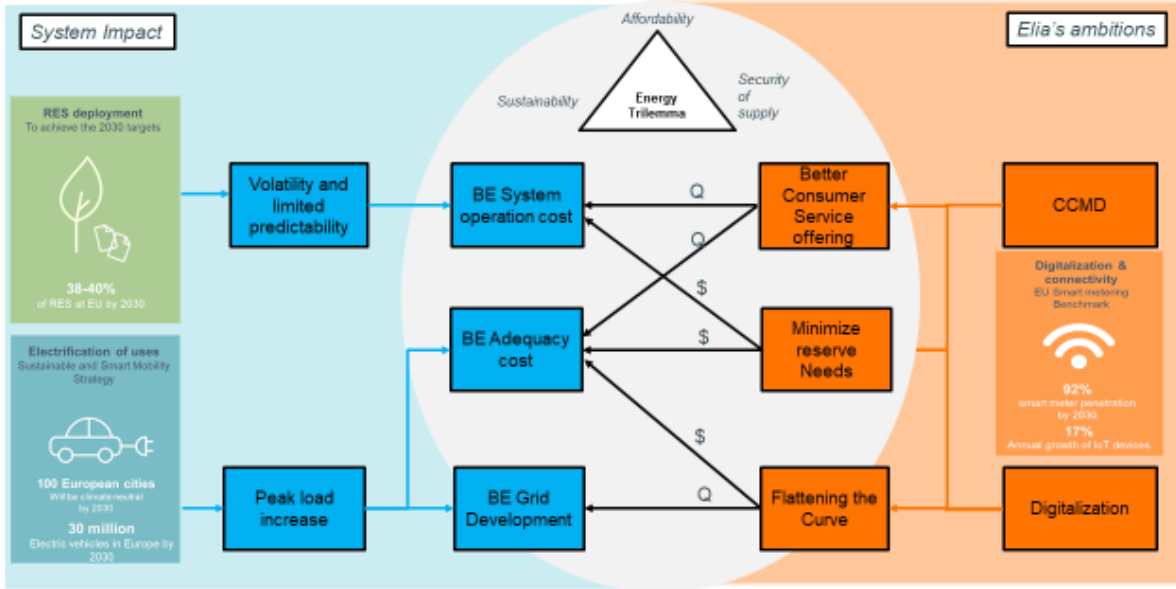 System Impact
Affordability
Elia's ambitions
Sustainability
Energy
Trilemma
Security
of
supply
RES deployment
To achieve the 2030 targets
38-40%
of RES at EU by 2030
Volatility and
limited
predictability
BE System
operation cost
Q
Better
Consumer
Service
offering
CCMD
Q
Digitalization &
connectivity
EU Smart metering
Benchmark
92%
smart meter penetration
by 2030
17%
Annual growth of IoT devices
$
BE Adequacy
cost
$
Minimize
reserve
Needs
Electrification of uses
Sustainable and Smart Mobility
Strategy
100 European cities
Will be climate neutral
by 2030
30 million
Electric vehicles in Europe by
2030
Peak load
increase
$
BE Grid
Development
Q
Flattening the
Curve
Digitalization